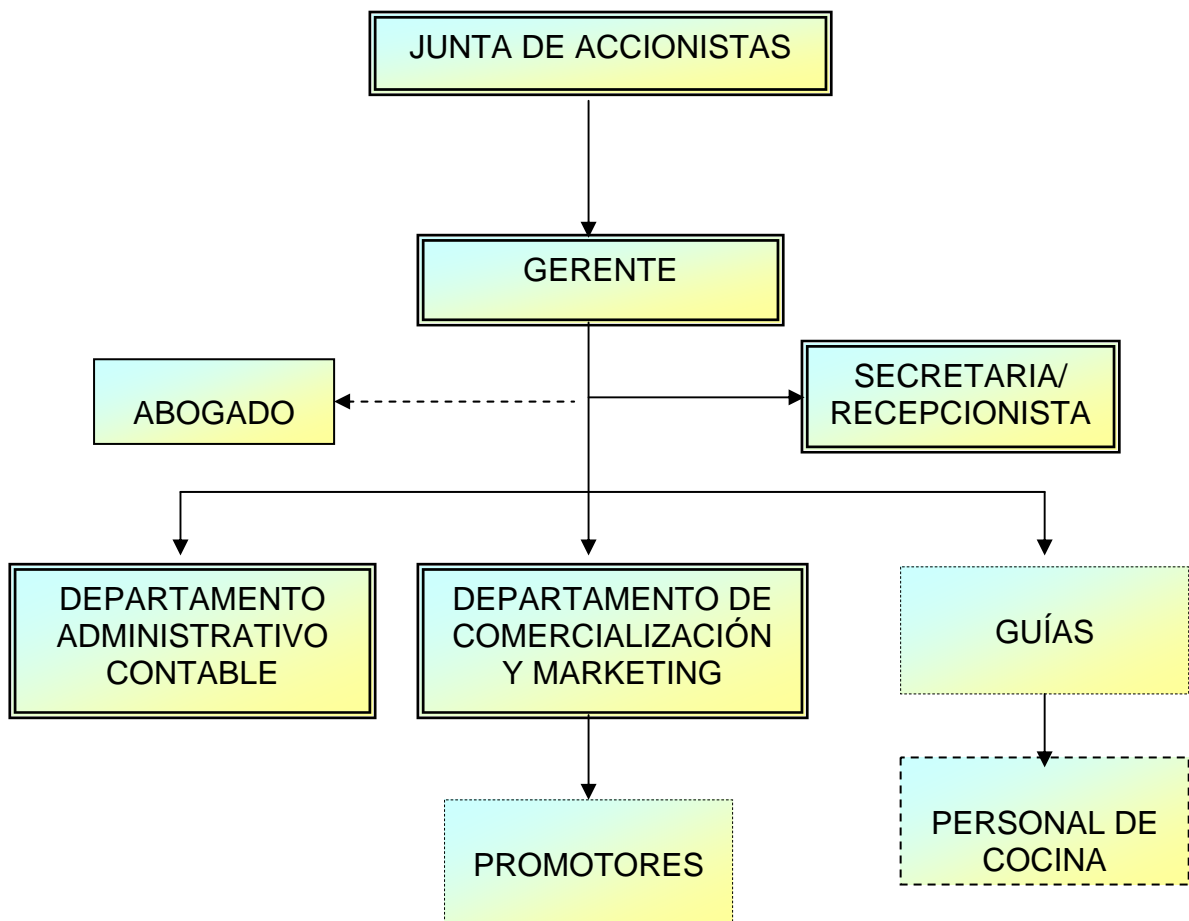 JUNTA DE ACCIONISTAS
GERENTE
ABOGADO
SECRETARIA/
RECEPCIONISTA
DEPARTAMENTO
ADMINISTRATIVO
CONTABLE
DEPARTAMENTO DE
COMERCIALIZACIÓN
Y MARKETING
GUÍAS
PROMOTORES
PERSONAL DE
COCINA